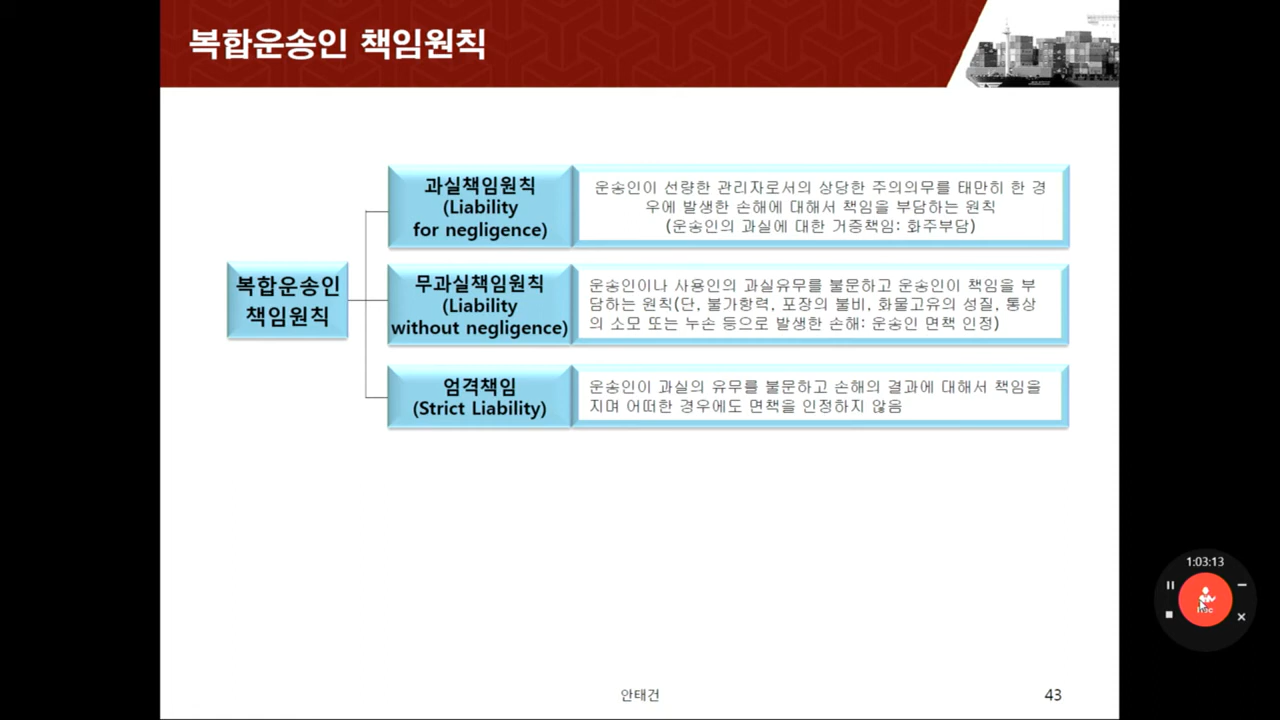 복합운송인 책임원칙
복합운송인
책임원칙
과실책임원칙
(Liability
for negligence)
운송인이 선량한 관리자로서의 상당한 주의의무를 태만히 한 경
우에 발생한 손해에 대해서 책임을 부담하는 원칙
(운송인의 과실에 대한 거증책임: 화주부담)
무과실책임원칙
(Liability
without negligence)
운송인이나 사용인의 과실유무를 불문하고 운송인이 책임을 부
담하는 원칙(단, 불가항력, 포장의 불비, 화물고유의 성질, 통상
의 소모 또는 누손 등으로 발생한 손해: 운송인 면책 인정)
엄격책임
(Strict Liability)
운송인이 과실의 유무를 불문하고 손해의 결과에 대해서 책임을
지며 어떠한 경우에도 면책을 인정하지 않음
1:03:13
안태건
43